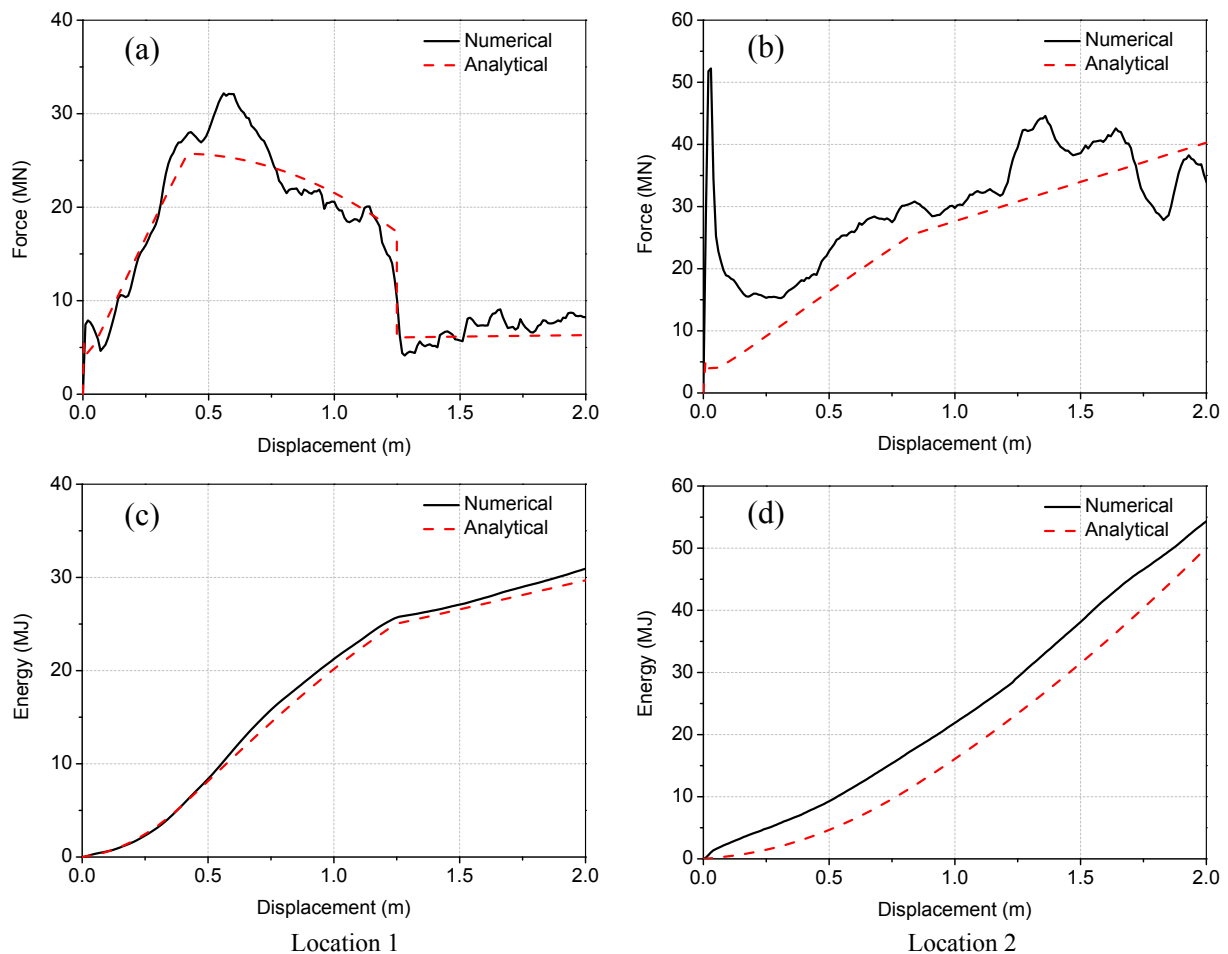 (a)
Numerical
Analytical
40
30
20
10
0
Force (MN)
0.0 0.5 1.0 1.5 2.0
Displacement (m)
(b)
Numerical
Analytical
60
50
40
30
20
10
0
Force (MN)
0.0 0.5 1.0 1.5 2.0
Displacement (m)
(c)
Numerical
Analytical
40
30
20
10
0
Energy (MJ)
0.0 0.5 1.0 1.5 2.0
Displacement (m)
Location 1
(d)
Numerical
Analytical
60
50
40
30
20
10
0
Energy (MJ)
0.0 0.5 1.0 1.5 2.0
Displacement (m)
Location 2